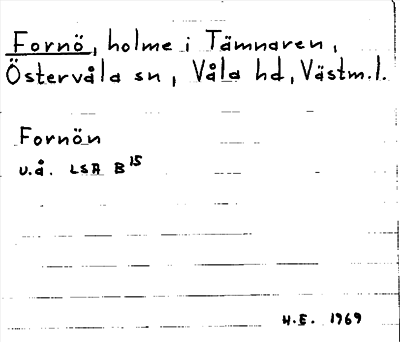 Fornö, holme i Tämnaren,
Östervåla sn, Våla hd, Västm.l.
Fornön
u.å. LSA B15
H.E. 1969